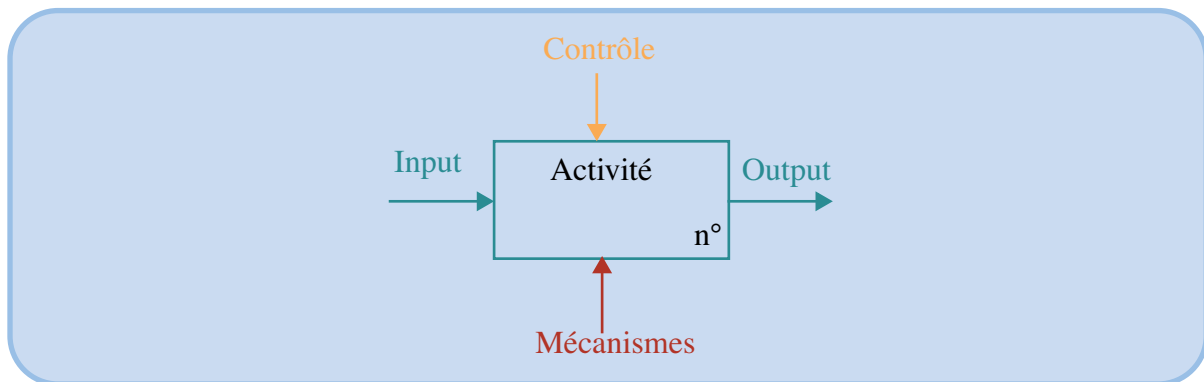 Contrôle
Input
Activité
Output
n°
Mécanismes